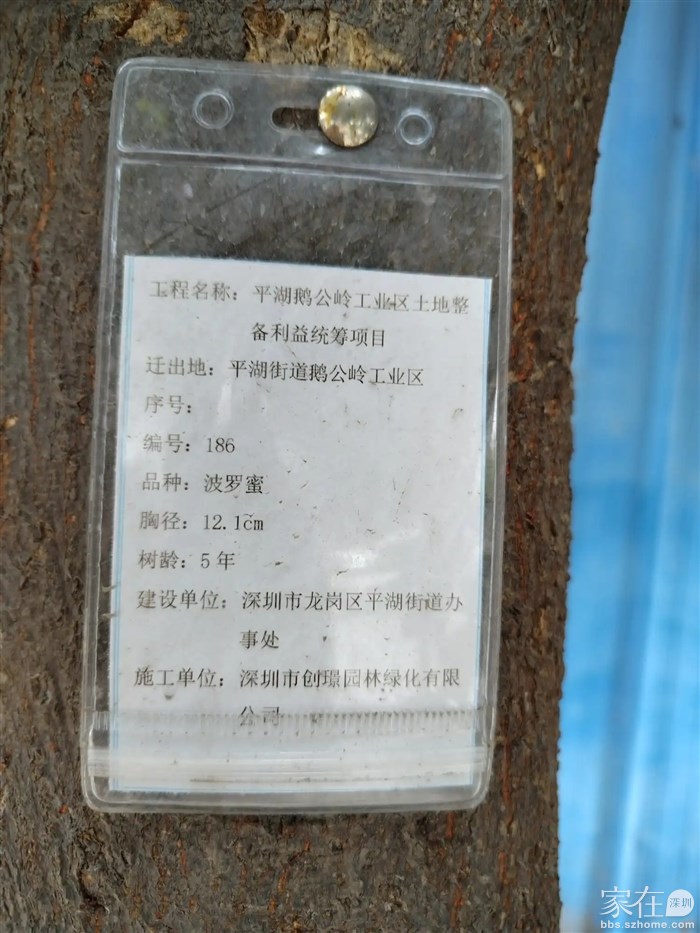 工程名称：平湖鹅公岭工业区土地整
备利益统筹项目
迁出地：平湖街道鹅公岭工业区
序号：
编号：186
品种：波罗蜜
胸径：12.1cm
树龄：5年
建设单位：深圳市龙岗区平湖街道办
事处
施工单位：深圳市创璟园林绿化有限
公司
家在深圳
bbs.szhome.com